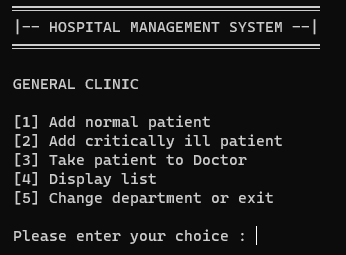 |-- HOSPITAL MANAGEMENT SYSTEM --|
GENERAL CLINIC
[1] Add normal patient
[2] Add critically ill patient
[3] Take patient to Doctor
[4] Display list
[5] Change department or exit
Please enter your choice :